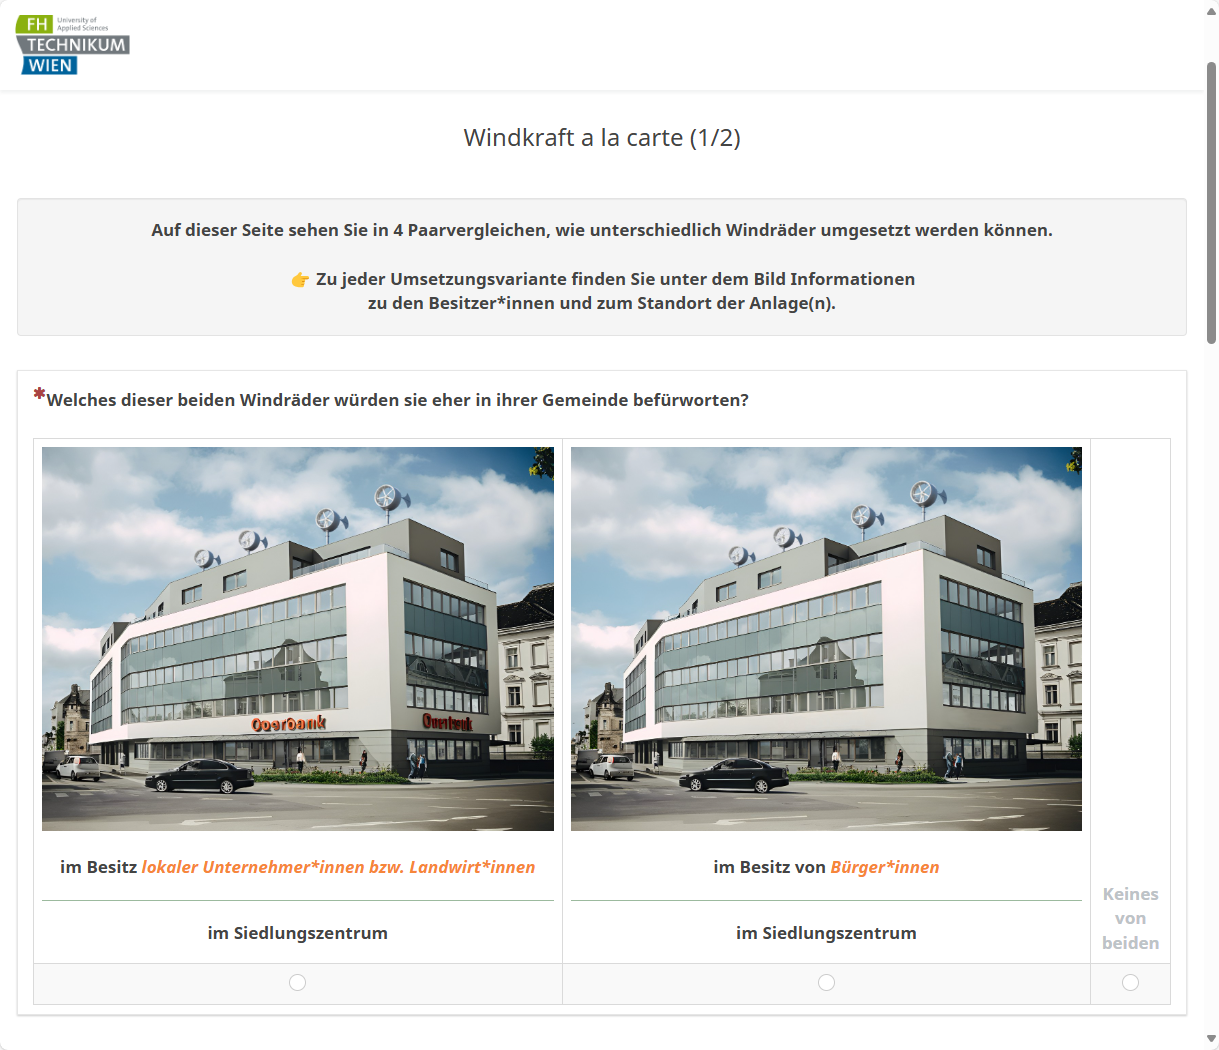 FH University of
Applied Sciences
TECHNIKUM
WIEN
Windkraft a la carte (1/2)
Auf dieser Seite sehen Sie in 4 Paarvergleichen, wie unterschiedlich Windräder umgesetzt werden können.
👉 Zu jeder Umsetzungsvariante finden Sie unter dem Bild Informationen
zu den Besitzer*innen und zum Standort der Anlage(n).
✱Welches dieser beiden Windräder würden sie eher in ihrer Gemeinde befürworten?
im Besitz lokaler Unternehmer*innen bzw. Landwirt*innen
im Siedlungszentrum
im Besitz von Bürger*innen
im Siedlungszentrum
Keines
von
beiden